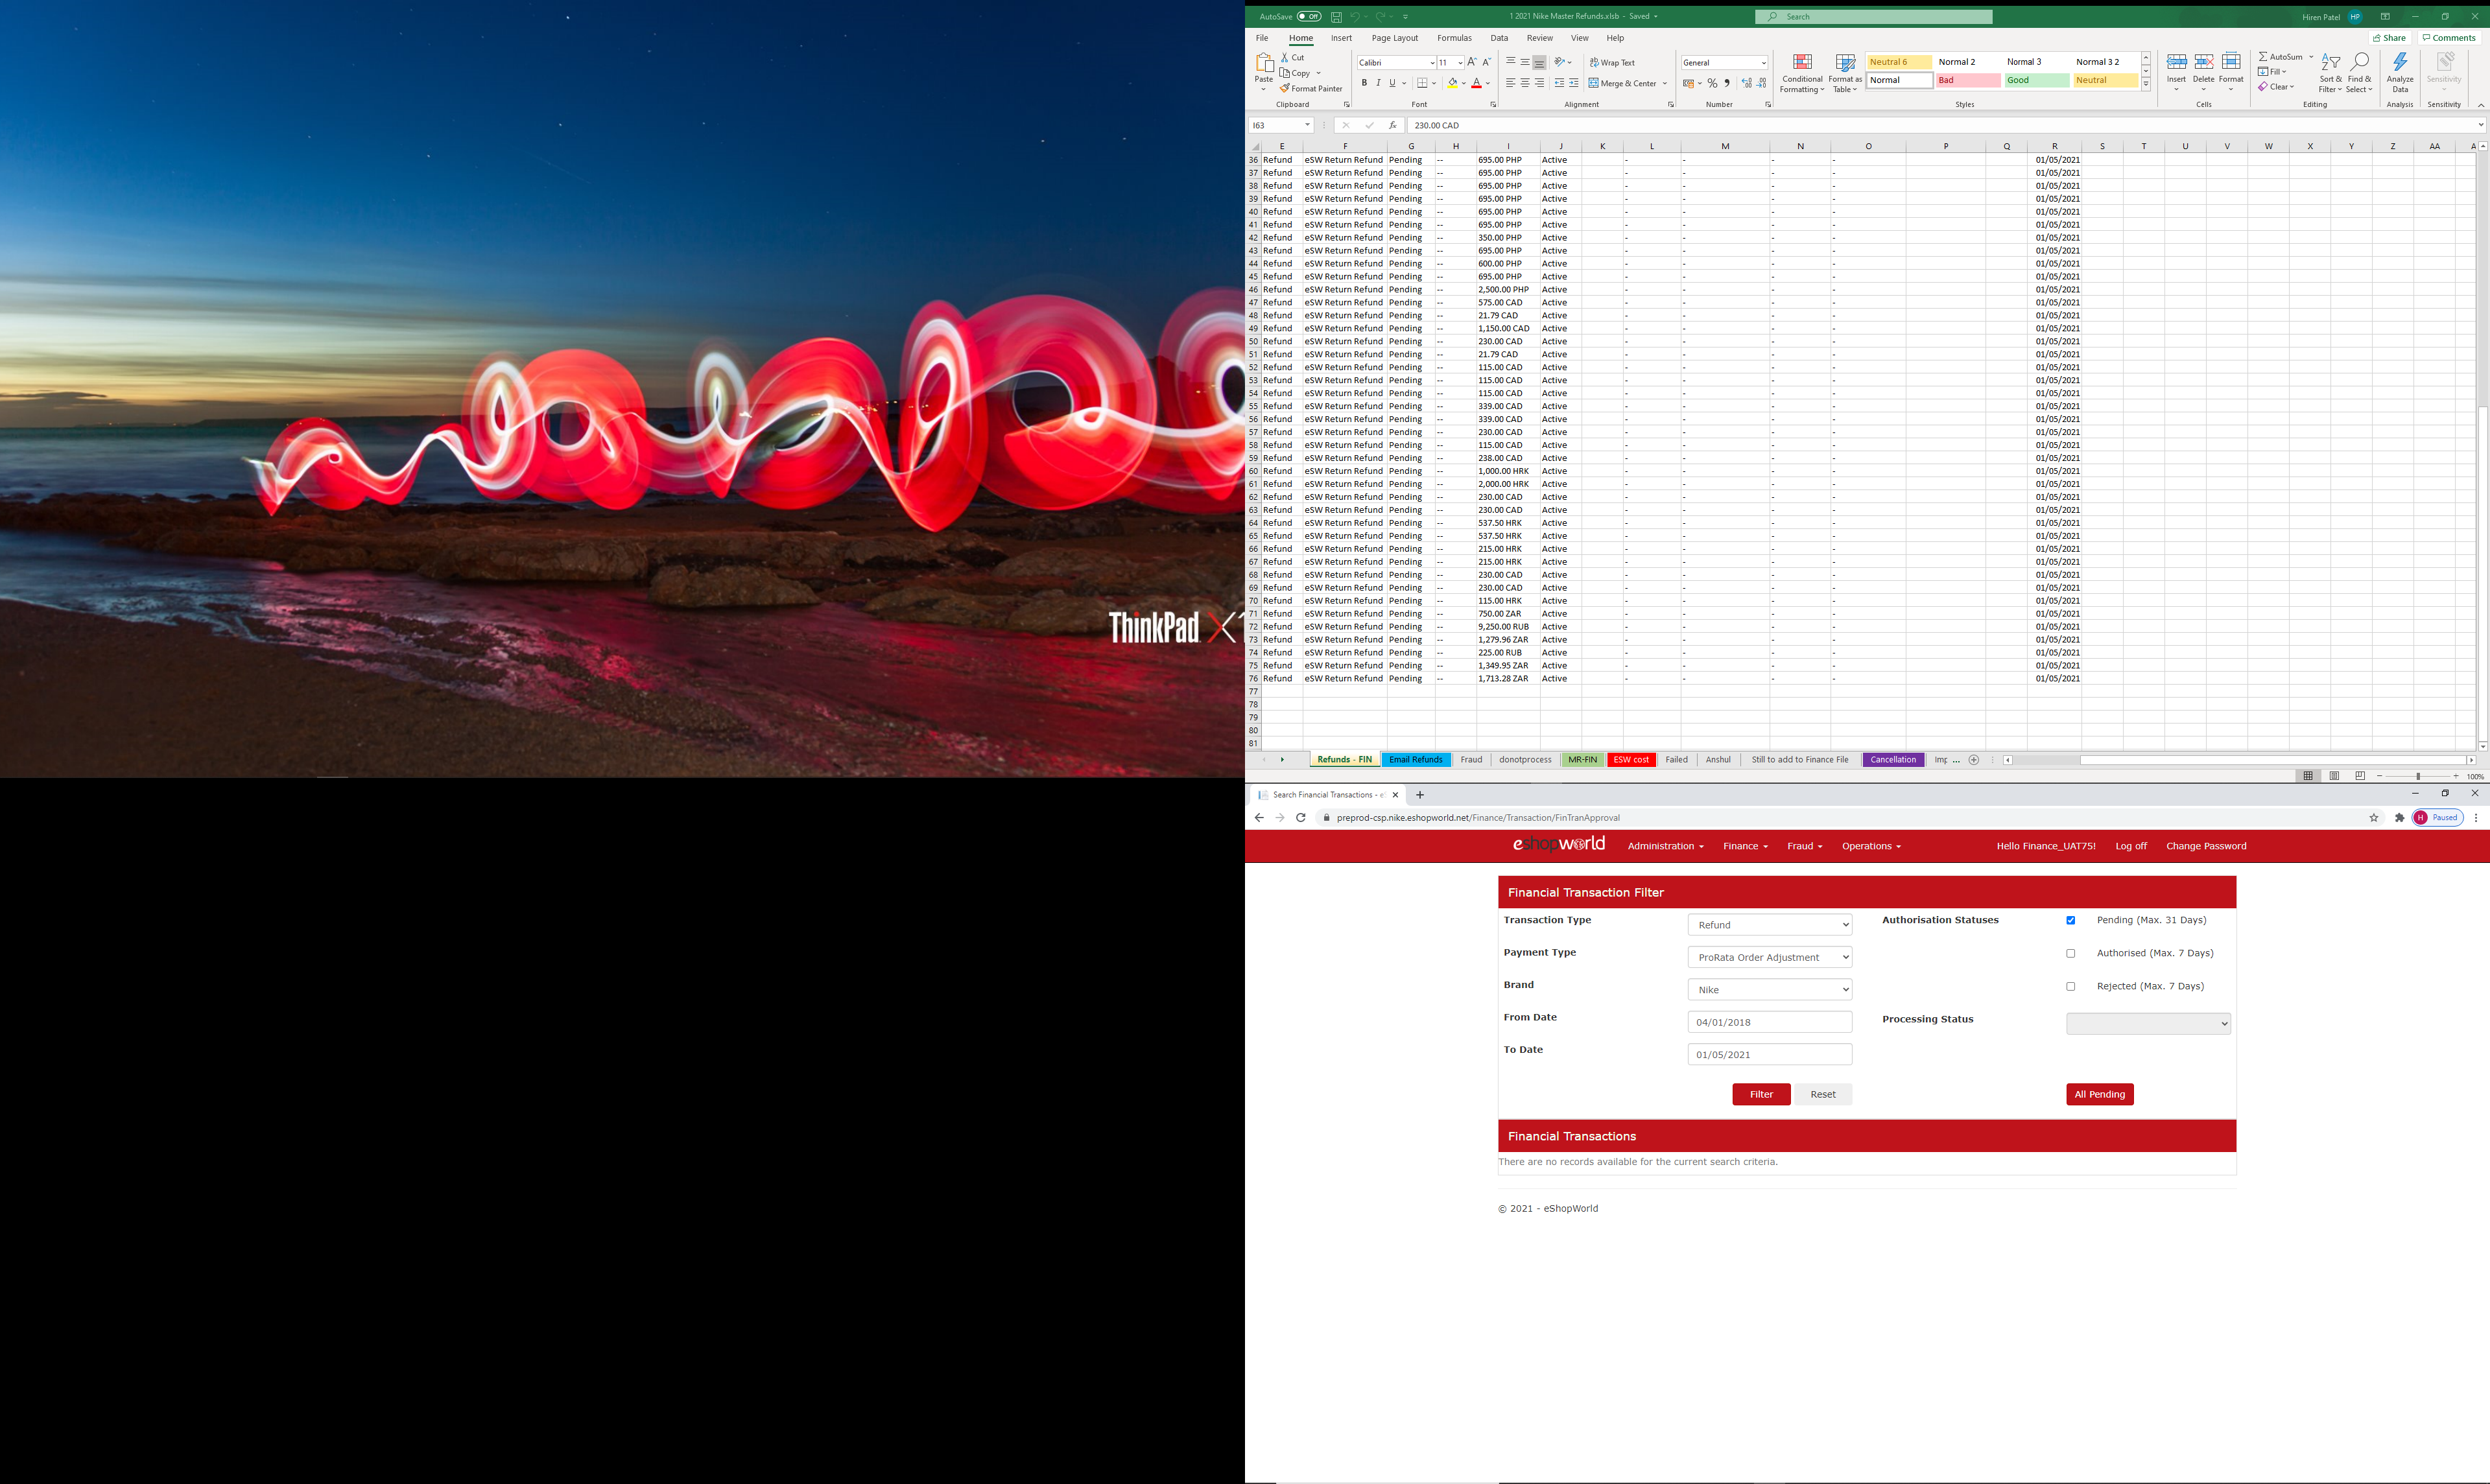 ThinkPad X1
AutoSave Off 1 2021 Nike Master Refunds.xlsb - Saved Search Hiren Patel HP
File Home Insert Page Layout Formulas Data Review View Help Share Comments
Paste Cut Copy Format Painter Clipboard
Calibri 11 A A B I U A Font
Wrap Text Merge & Center Alignment
General % Number
Conditional Formatting Format as Table
Neutral 6 Normal 2 Normal 3 Normal 3 2
Normal Bad Good Neutral
Styles
Insert Delete Format Cells
AutoSum Fill Clear Sort & Filter Find & Select Editing
Analyze Data Analysis Sensitivity Sensitivity
I63 fx 230.00 CAD
E F G H I J K L M N O P Q R S T U V W X Y Z AA A
36 Refund eSW Return Refund Pending -- 695.00 PHP Active - - - - 01/05/2021
37 Refund eSW Return Refund Pending -- 695.00 PHP Active - - - - 01/05/2021
38 Refund eSW Return Refund Pending -- 695.00 PHP Active - - - - 01/05/2021
39 Refund eSW Return Refund Pending -- 695.00 PHP Active - - - - 01/05/2021
40 Refund eSW Return Refund Pending -- 695.00 PHP Active - - - - 01/05/2021
41 Refund eSW Return Refund Pending -- 695.00 PHP Active - - - - 01/05/2021
42 Refund eSW Return Refund Pending -- 350.00 PHP Active - - - - 01/05/2021
43 Refund eSW Return Refund Pending -- 695.00 PHP Active - - - - 01/05/2021
44 Refund eSW Return Refund Pending -- 600.00 PHP Active - - - - 01/05/2021
45 Refund eSW Return Refund Pending -- 695.00 PHP Active - - - - 01/05/2021
46 Refund eSW Return Refund Pending -- 2,500.00 PHP Active - - - - 01/05/2021
47 Refund eSW Return Refund Pending -- 575.00 CAD Active - - - - 01/05/2021
48 Refund eSW Return Refund Pending -- 21.79 CAD Active - - - - 01/05/2021
49 Refund eSW Return Refund Pending -- 1,150.00 CAD Active - - - - 01/05/2021
50 Refund eSW Return Refund Pending -- 230.00 CAD Active - - - - 01/05/2021
51 Refund eSW Return Refund Pending -- 21.79 CAD Active - - - - 01/05/2021
52 Refund eSW Return Refund Pending -- 115.00 CAD Active - - - - 01/05/2021
53 Refund eSW Return Refund Pending -- 115.00 CAD Active - - - - 01/05/2021
54 Refund eSW Return Refund Pending -- 115.00 CAD Active - - - - 01/05/2021
55 Refund eSW Return Refund Pending -- 339.00 CAD Active - - - - 01/05/2021
56 Refund eSW Return Refund Pending -- 339.00 CAD Active - - - - 01/05/2021
57 Refund eSW Return Refund Pending -- 230.00 CAD Active - - - - 01/05/2021
58 Refund eSW Return Refund Pending -- 115.00 CAD Active - - - - 01/05/2021
59 Refund eSW Return Refund Pending -- 238.00 CAD Active - - - - 01/05/2021
60 Refund eSW Return Refund Pending -- 1,000.00 HRK Active - - - - 01/05/2021
61 Refund eSW Return Refund Pending -- 2,000.00 HRK Active - - - - 01/05/2021
62 Refund eSW Return Refund Pending -- 230.00 CAD Active - - - - 01/05/2021
63 Refund eSW Return Refund Pending -- 230.00 CAD Active - - - - 01/05/2021
64 Refund eSW Return Refund Pending -- 537.50 HRK Active - - - - 01/05/2021
65 Refund eSW Return Refund Pending -- 537.50 HRK Active - - - - 01/05/2021
66 Refund eSW Return Refund Pending -- 215.00 HRK Active - - - - 01/05/2021
67 Refund eSW Return Refund Pending -- 215.00 HRK Active - - - - 01/05/2021
68 Refund eSW Return Refund Pending -- 230.00 CAD Active - - - - 01/05/2021
69 Refund eSW Return Refund Pending -- 230.00 CAD Active - - - - 01/05/2021
70 Refund eSW Return Refund Pending -- 115.00 HRK Active - - - - 01/05/2021
71 Refund eSW Return Refund Pending -- 750.00 ZAR Active - - - - 01/05/2021
72 Refund eSW Return Refund Pending -- 9,250.00 RUB Active - - - - 01/05/2021
73 Refund eSW Return Refund Pending -- 1,279.96 ZAR Active - - - - 01/05/2021
74 Refund eSW Return Refund Pending -- 225.00 RUB Active - - - - 01/05/2021
75 Refund eSW Return Refund Pending -- 1,349.95 ZAR Active - - - - 01/05/2021
76 Refund eSW Return Refund Pending -- 1,713.28 ZAR Active - - - - 01/05/2021
77
78
79
80
81
Refunds - FIN Email Refunds Fraud donotprocess MR-FIN ESW cost Failed Anshul Still to add to Finance File Cancellation Imp ...
100%
Search Financial Transactions - e
preprod-csp.nike.eshopworld.net/Finance/Transaction/FinTranApproval H Paused
eshopworld Administration Finance Fraud Operations Hello Finance_UAT75! Log off Change Password
Financial Transaction Filter
Transaction Type Refund Authorisation Statuses Pending (Max. 31 Days)
Payment Type ProRata Order Adjustment Authorised (Max. 7 Days)
Brand Nike Rejected (Max. 7 Days)
From Date 04/01/2018 Processing Status
To Date 01/05/2021
Filter Reset All Pending
Financial Transactions
There are no records available for the current search criteria.
© 2021 - eShopWorld